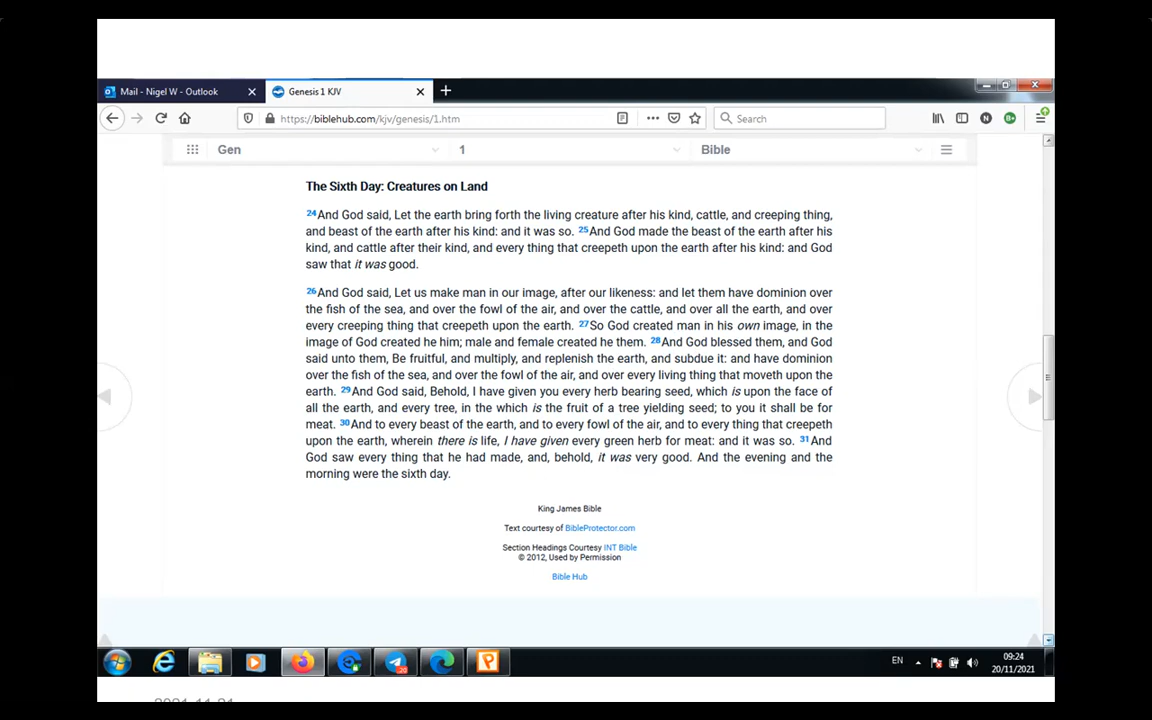 Mail - Nigel W - Outlook
Genesis 1 KJV
https://biblehub.com/kjv/genesis/1.htm
Search
Gen
1
Bible
The Sixth Day: Creatures on Land
24And God said, Let the earth bring forth the living creature after his kind, cattle, and creeping thing,
and beast of the earth after his kind: and it was so. 25And God made the beast of the earth after his
kind, and cattle after their kind, and every thing that creepeth upon the earth after his kind: and God
saw that it was good.
26And God said, Let us make man in our image, after our likeness: and let them have dominion over
the fish of the sea, and over the fowl of the air, and over the cattle, and over all the earth, and over
every creeping thing that creepeth upon the earth. 27So God created man in his own image, in the
image of God created he him; male and female created he them. 28And God blessed them, and God
said unto them, Be fruitful, and multiply, and replenish the earth, and subdue it: and have dominion
over the fish of the sea, and over the fowl of the air, and over every living thing that moveth upon the
earth. 29And God said, Behold, I have given you every herb bearing seed, which is upon the face of
all the earth, and every tree, in the which is the fruit of a tree yielding seed; to you it shall be for
meat. 30And to every beast of the earth, and to every fowl of the air, and to every thing that creepeth
upon the earth, wherein there is life, I have given every green herb for meat: and it was so. 31And
God saw every thing that he had made, and, behold, it was very good. And the evening and the
morning were the sixth day.
King James Bible
Text courtesy of BibleProtector.com
Section Headings Courtesy INT Bible
© 2012, Used by Permission
Bible Hub
EN
09:24
20/11/2021